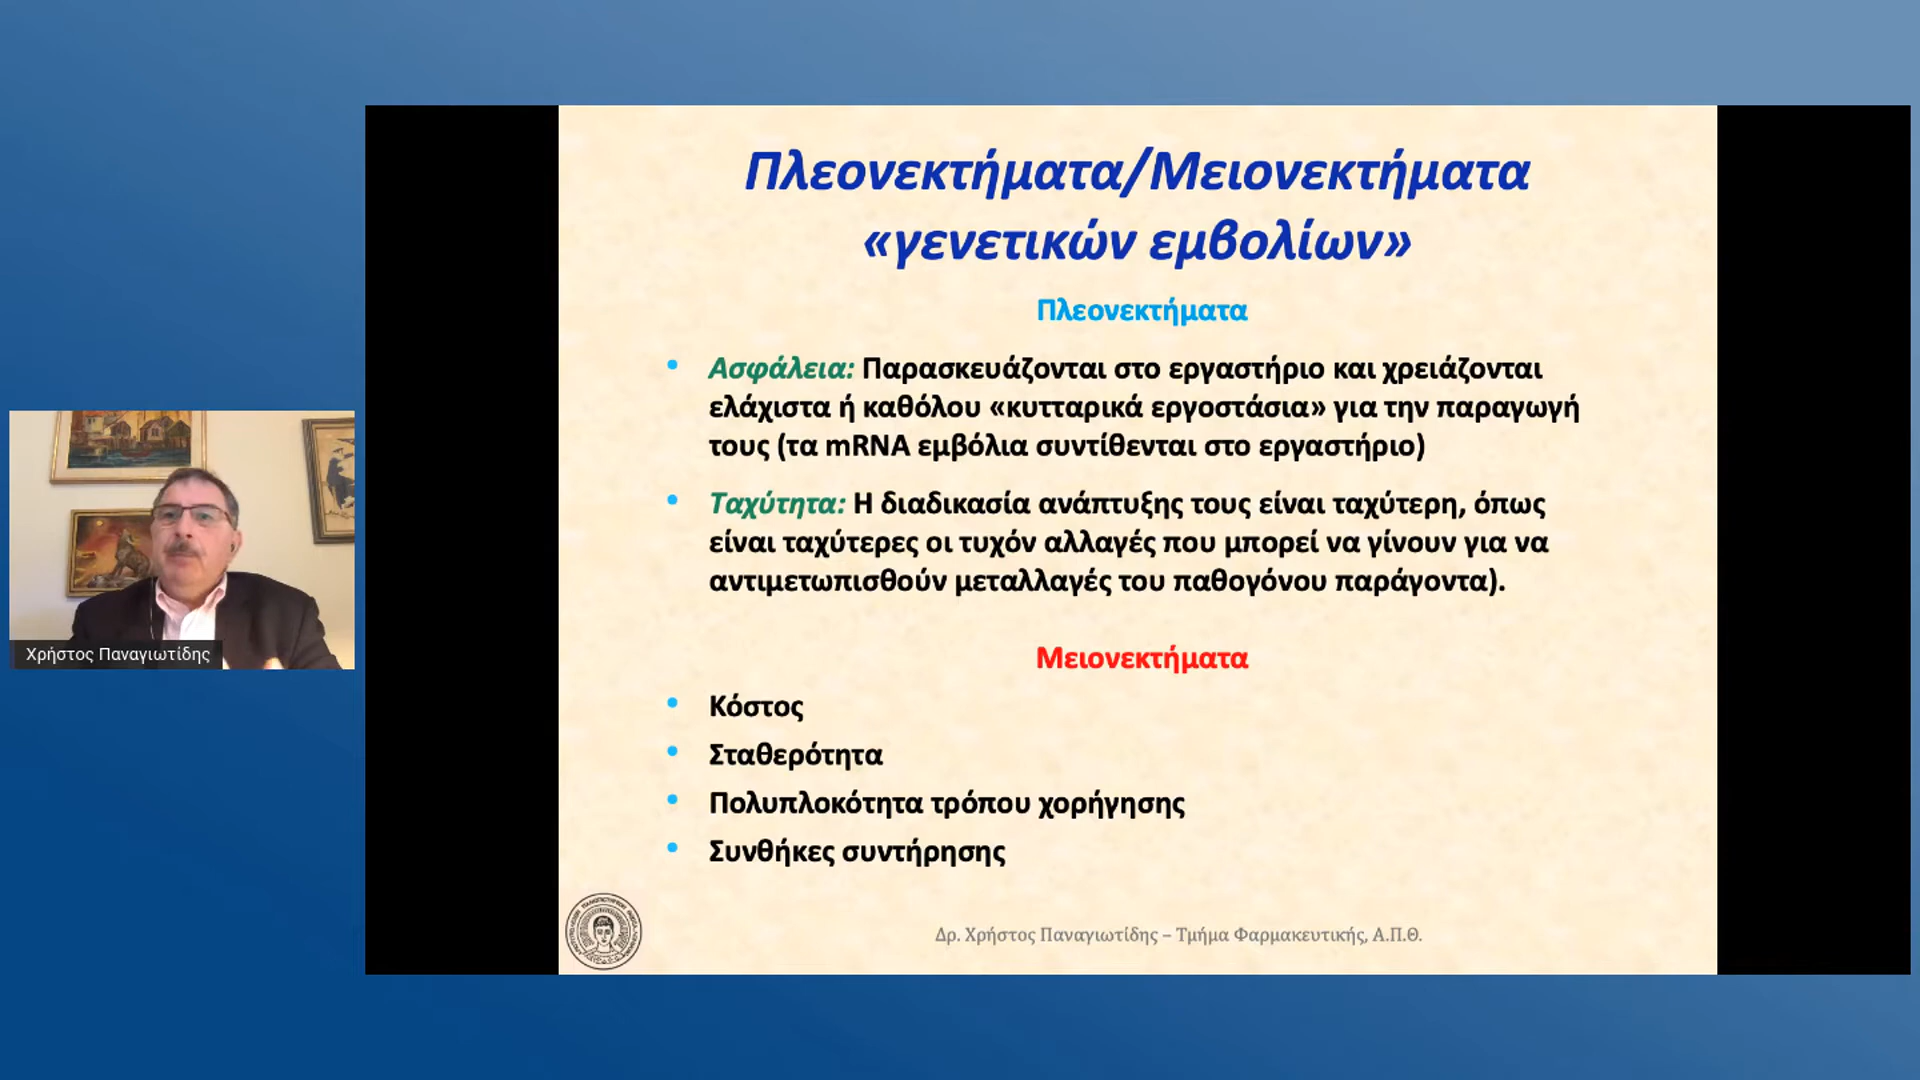 Πλεονεκτήματα/Μειονεκτήματα
«γενετικών εμβολίων»
Πλεονεκτήματα
• Ασφάλεια: Παρασκευάζονται στο εργαστήριο και χρειάζονται
ελάχιστα ή καθόλου «κυτταρικά εργοστάσια» για την παραγωγή
τους (τα mRNA εμβόλια συντίθενται στο εργαστήριο)
• Ταχύτητα: Η διαδικασία ανάπτυξης τους είναι ταχύτερη, όπως
είναι ταχύτερες οι τυχόν αλλαγές που μπορεί να γίνουν για να
αντιμετωπισθούν μεταλλαγές του παθογόνου παράγοντα).
Μειονεκτήματα
• Κόστος
• Σταθερότητα
• Πολυπλοκότητα τρόπου χορήγησης
• Συνθήκες συντήρησης
Δρ. Χρήστος Παναγιωτίδης – Τμήμα Φαρμακευτικής, Α.Π.Θ.
Χρήστος Παναγιωτίδης